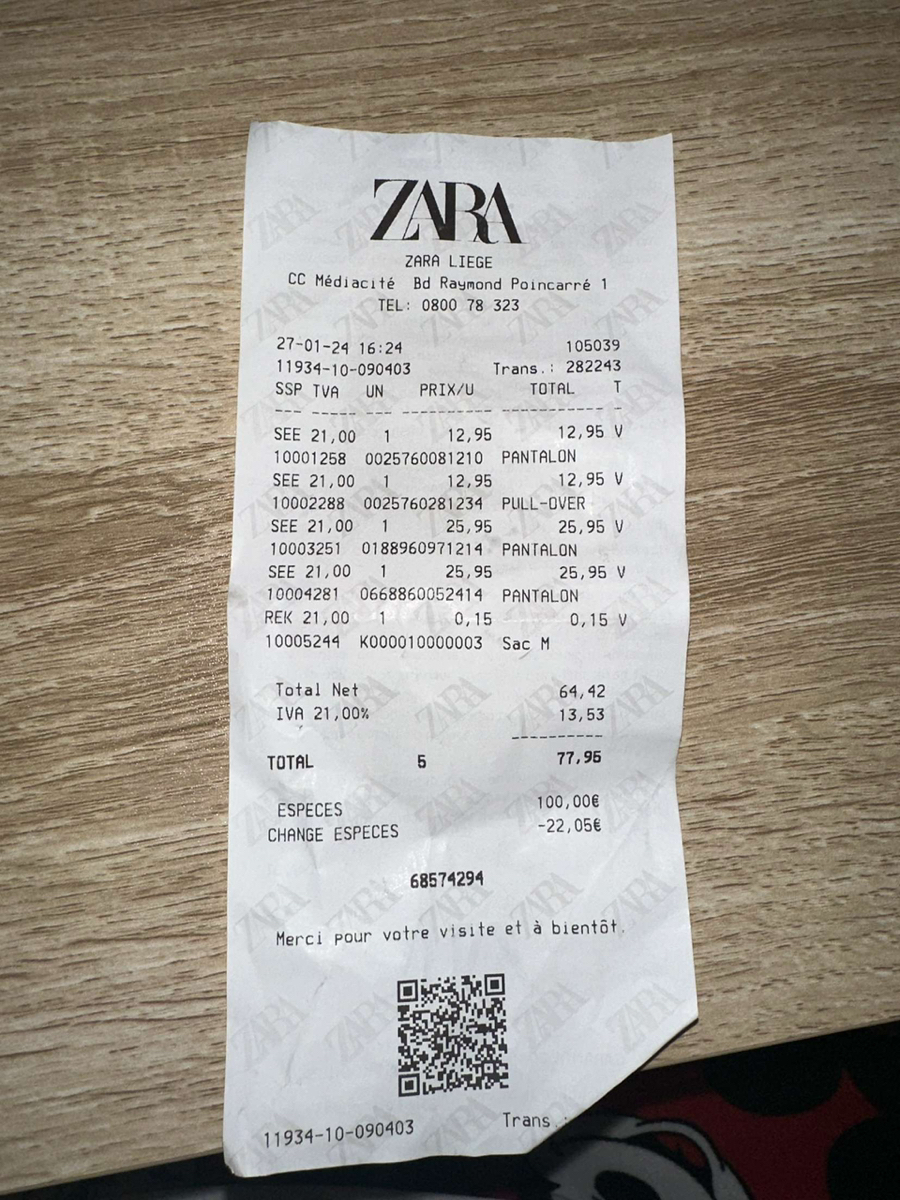 ZARA
ZARA LIEGE
CC Médiacité Bd Raymond Poincarré 1
TEL: 0800 78 323
27-01-24 16:24 105039
11934-10-090403 Trans.: 282243
SSP TVA UN PRIX/U TOTAL T
--- ----- --- ---------- ----------- -
SEE 21,00 1 12,95 12,95 V
10001258 0025760081210 PANTALON
SEE 21,00 1 12,95 12,95 V
10002288 0025760281234 PULL-OVER
SEE 21,00 1 25,95 25,95 V
10003251 0188960971214 PANTALON
SEE 21,00 1 25,95 25,95 V
10004281 0668860052414 PANTALON
REK 21,00 1 0,15 0,15 V
10005244 K000010000003 Sac M
Total Net 64,42
IVA 21,00% 13,53
----------
TOTAL 5 77,95
ESPECES 100,00€
CHANGE ESPECES -22,05€
68574294
Merci pour votre visite et à bientôt.
11934-10-090403 Trans.: